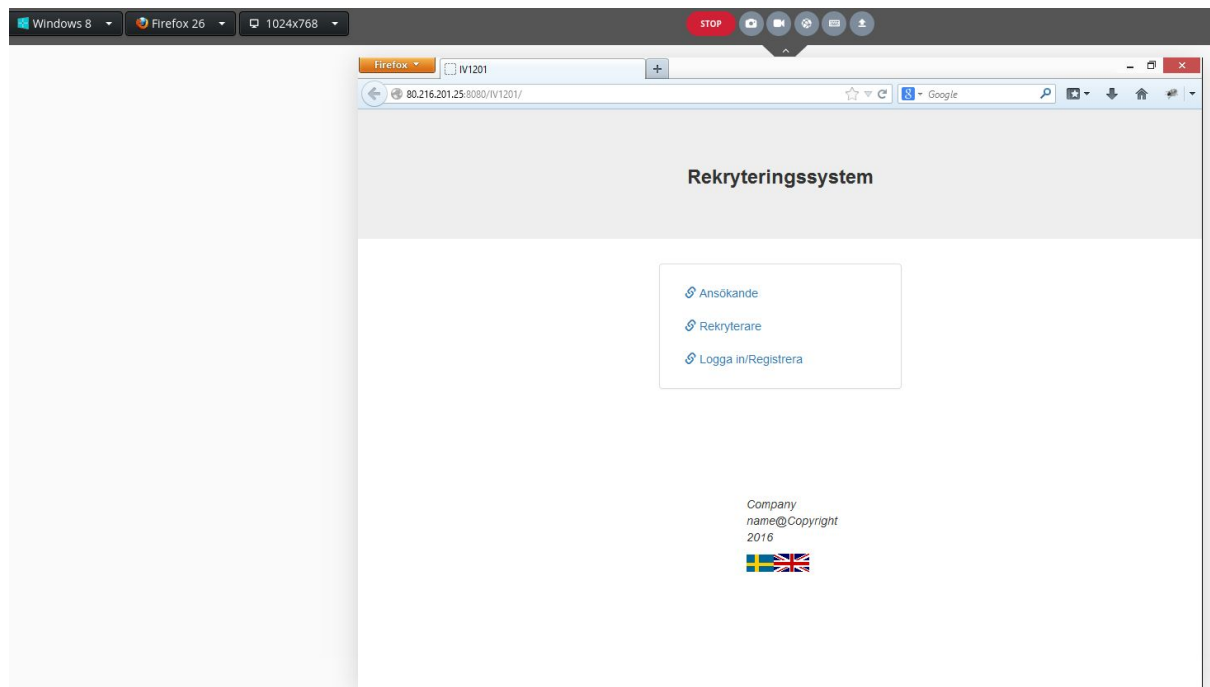 Windows 8 Firefox 26 1024x768 STOP
Firefox IV1201
80.216.201.25:8080/IV1201/ Google
Rekryteringssystem
Ansökande
Rekryterare
Logga in/Registrera
Company
name@Copyright
2016